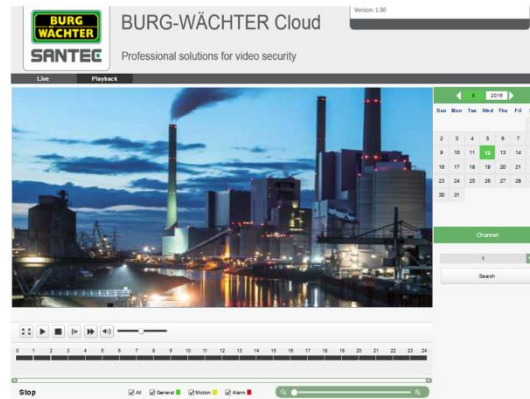 BURG
WÄCHTER
SANTEC
BURG-WÄCHTER Cloud
Professional solutions for video security
Version: 1.00
Live Playback
8 2015
Sun Mon Tue Wed Thu Fri
2 3 4 5 6 7
9 10 11 12 13 14
16 17 18 19 20 21
23 24 25 26 27 28
30 31
Channel
1
Search
0 1 2 3 4 5 6 7 8 9 10 11 12 13 14 15 16 17 18 19 20 21 22 23 24
Stop All General Motion Alarm